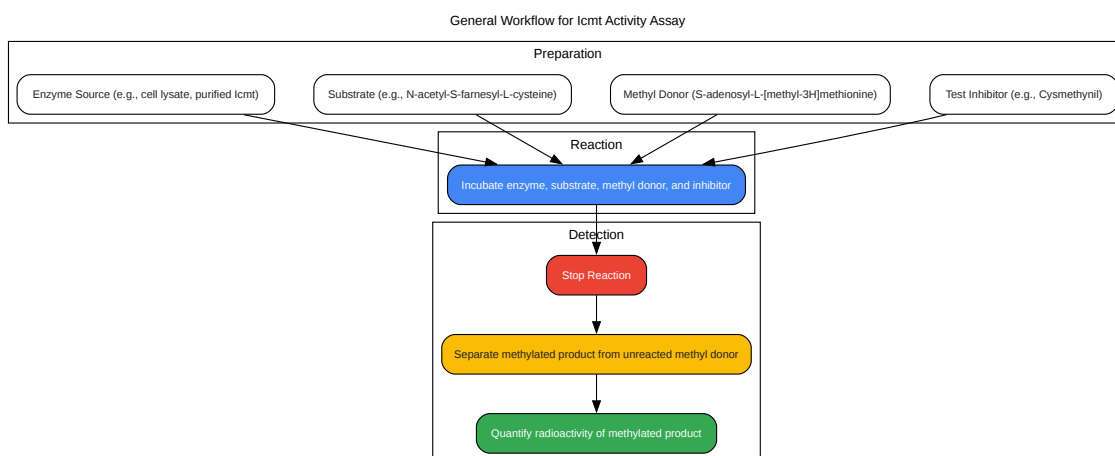 General Workflow for Icmt Activity Assay
Preparation
Enzyme Source (e.g., cell lysate, purified Icmt)
Substrate (e.g., N-acetyl-S-farnesyl-L-cysteine)
Methyl Donor (S-adenosyl-L-[methyl-3H]methionine)
Test Inhibitor (e.g., Cysmethynil)
Reaction
Incubate enzyme, substrate, methyl donor, and inhibitor
Detection
Stop Reaction
Separate methylated product from unreacted methyl donor
Quantify radioactivity of methylated product